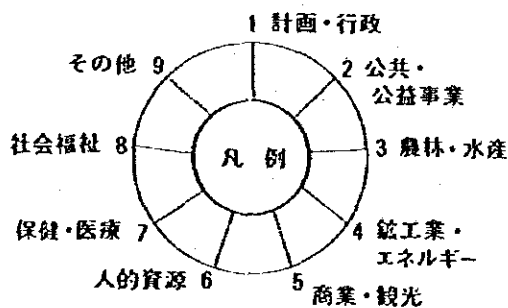 1 計画・行政
2 公共・
公益事業
3 農林・水産
4 鉱工業・
エネルギー
5 商業・観光
6 人的資源
7 保健・医療
8 社会福祉
9 その他
凡例